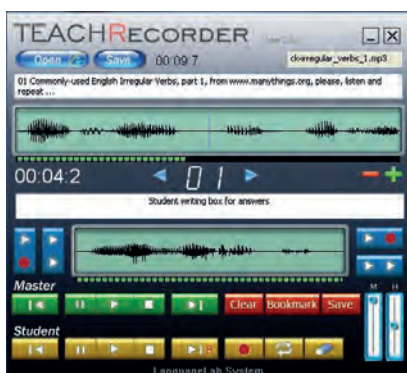 TEACHRECORDER
Open Save 00:09 7 ck-irregular_verbs_1.mp3
01 Commonly-used English Irregular Verbs, part 1, from www.manythings.org, please, listen and
repeat ...
00:04:2 01
Student writing box for answers
Master M H
Clear Bookmark Save
Student
LanguageLab System